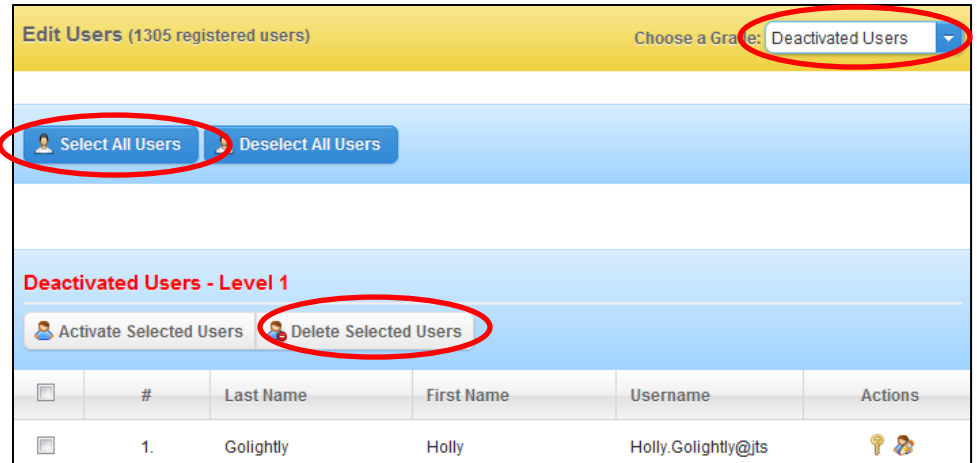 Edit Users (1305 registered users) Choose a Grade: Deactivated Users
Select All Users Deselect All Users
Deactivated Users - Level 1
Activate Selected Users Delete Selected Users
# Last Name First Name Username Actions
1. Golightly Holly Holly.Golightly@jts